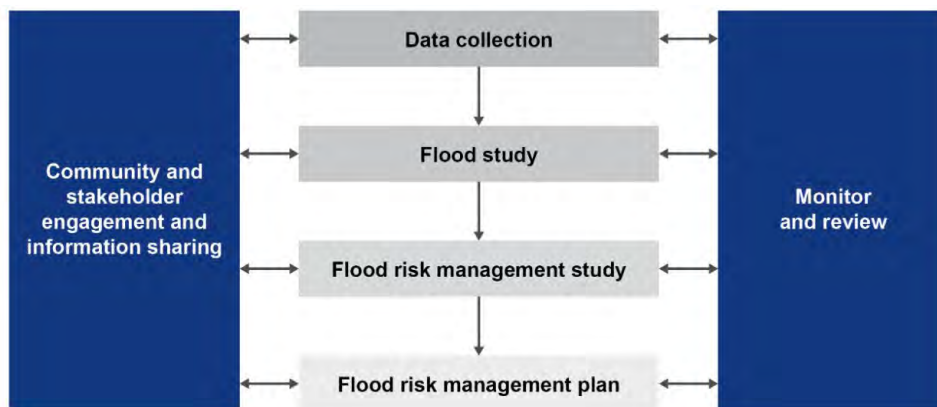 Data collection
Flood study
Community and
stakeholder
engagement and
information sharing
Monitor
and review
Flood risk management study
Flood risk management plan